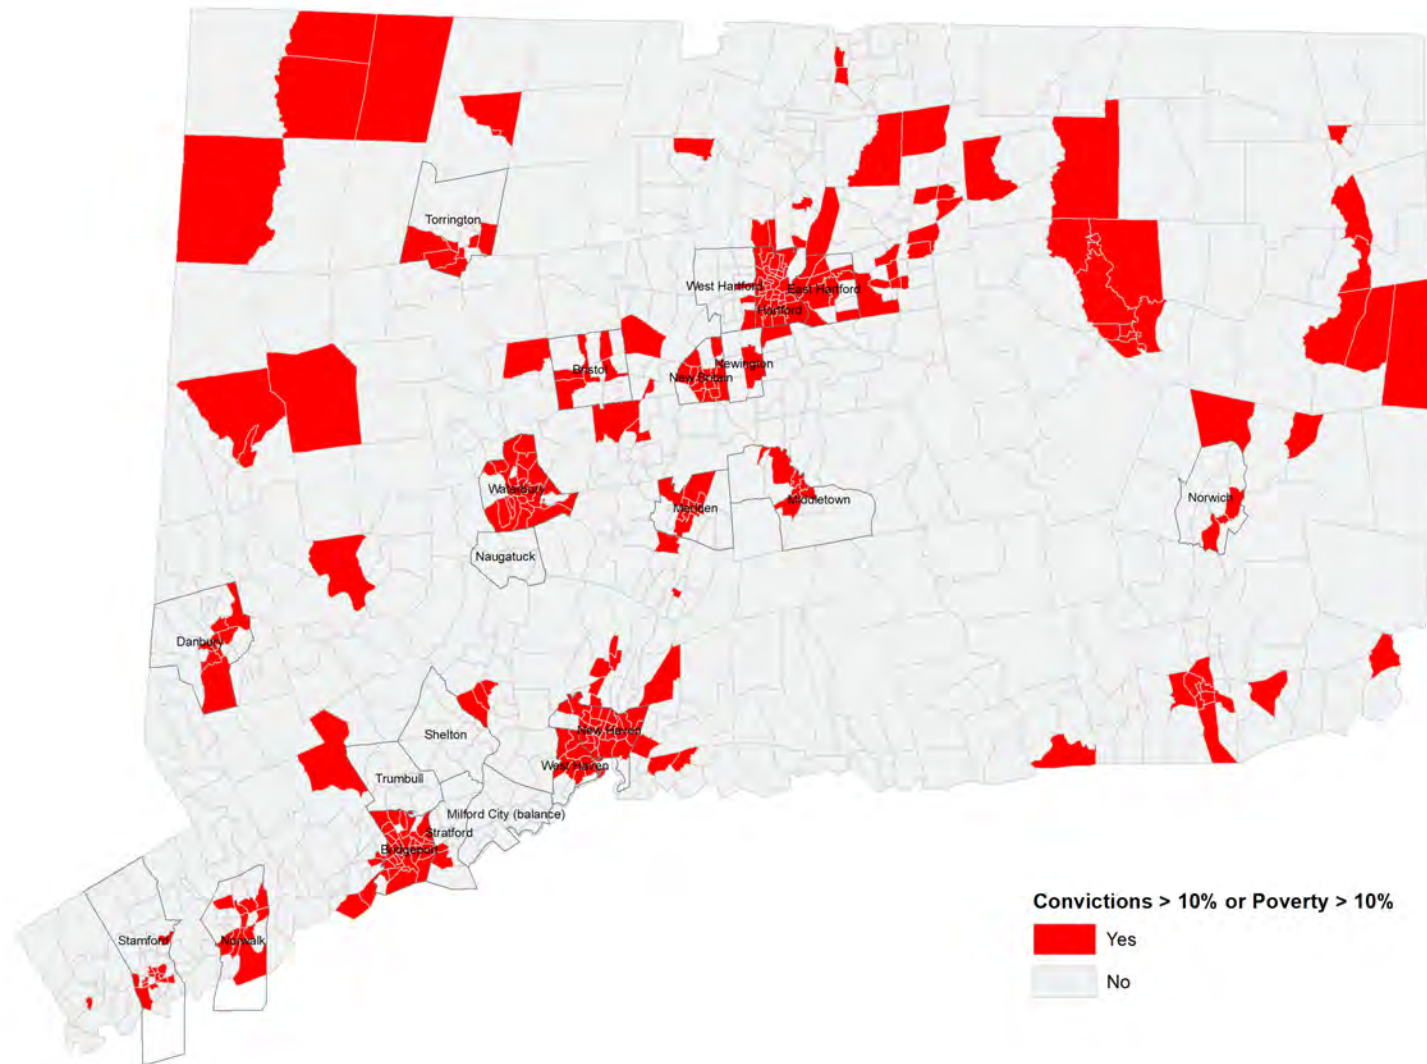 Torrington
West Hartford
East Hartford
Hartford
Bristol
New Britain
Newington
Waterbury
Meriden
Middletown
Norwich
Naugatuck
Danbury
Shelton
New Haven
West Haven
Trumbull
Milford City (balance)
Stratford
Bridgeport
Stamford
Norwalk
Convictions > 10% or Poverty > 10%
Yes
No